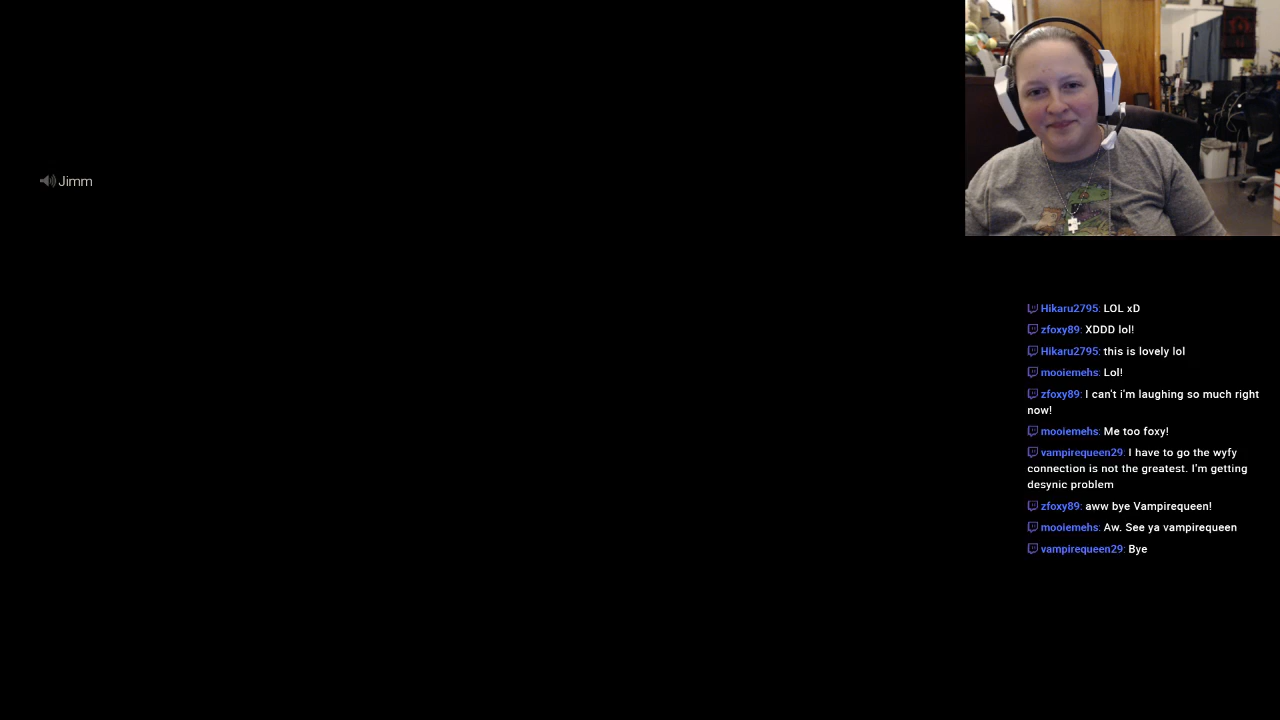 Jimm
Hikaru2795: LOL xD
zfoxy89: XDDD lol!
Hikaru2795: this is lovely lol
mooiemehs: Lol!
zfoxy89: I can't i'm laughing so much right
now!
mooiemehs: Me too foxy!
vampirequeen29: I have to go the wyfy
connection is not the greatest. I'm getting
desynic problem
zfoxy89: aww bye Vampirequeen!
mooiemehs: Aw. See ya vampirequeen
vampirequeen29: Bye